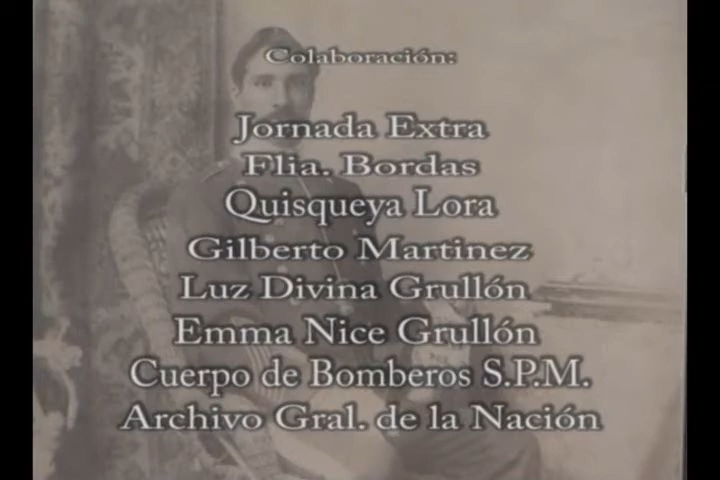 Colaboración:
Jornada Extra
Flia. Bordas
Quisqueya Lora
Gilberto Martinez
Luz Divina Grullón
Emma Nice Grullón
Cuerpo de Bomberos S.P.M.
Archivo Gral. de la Nación